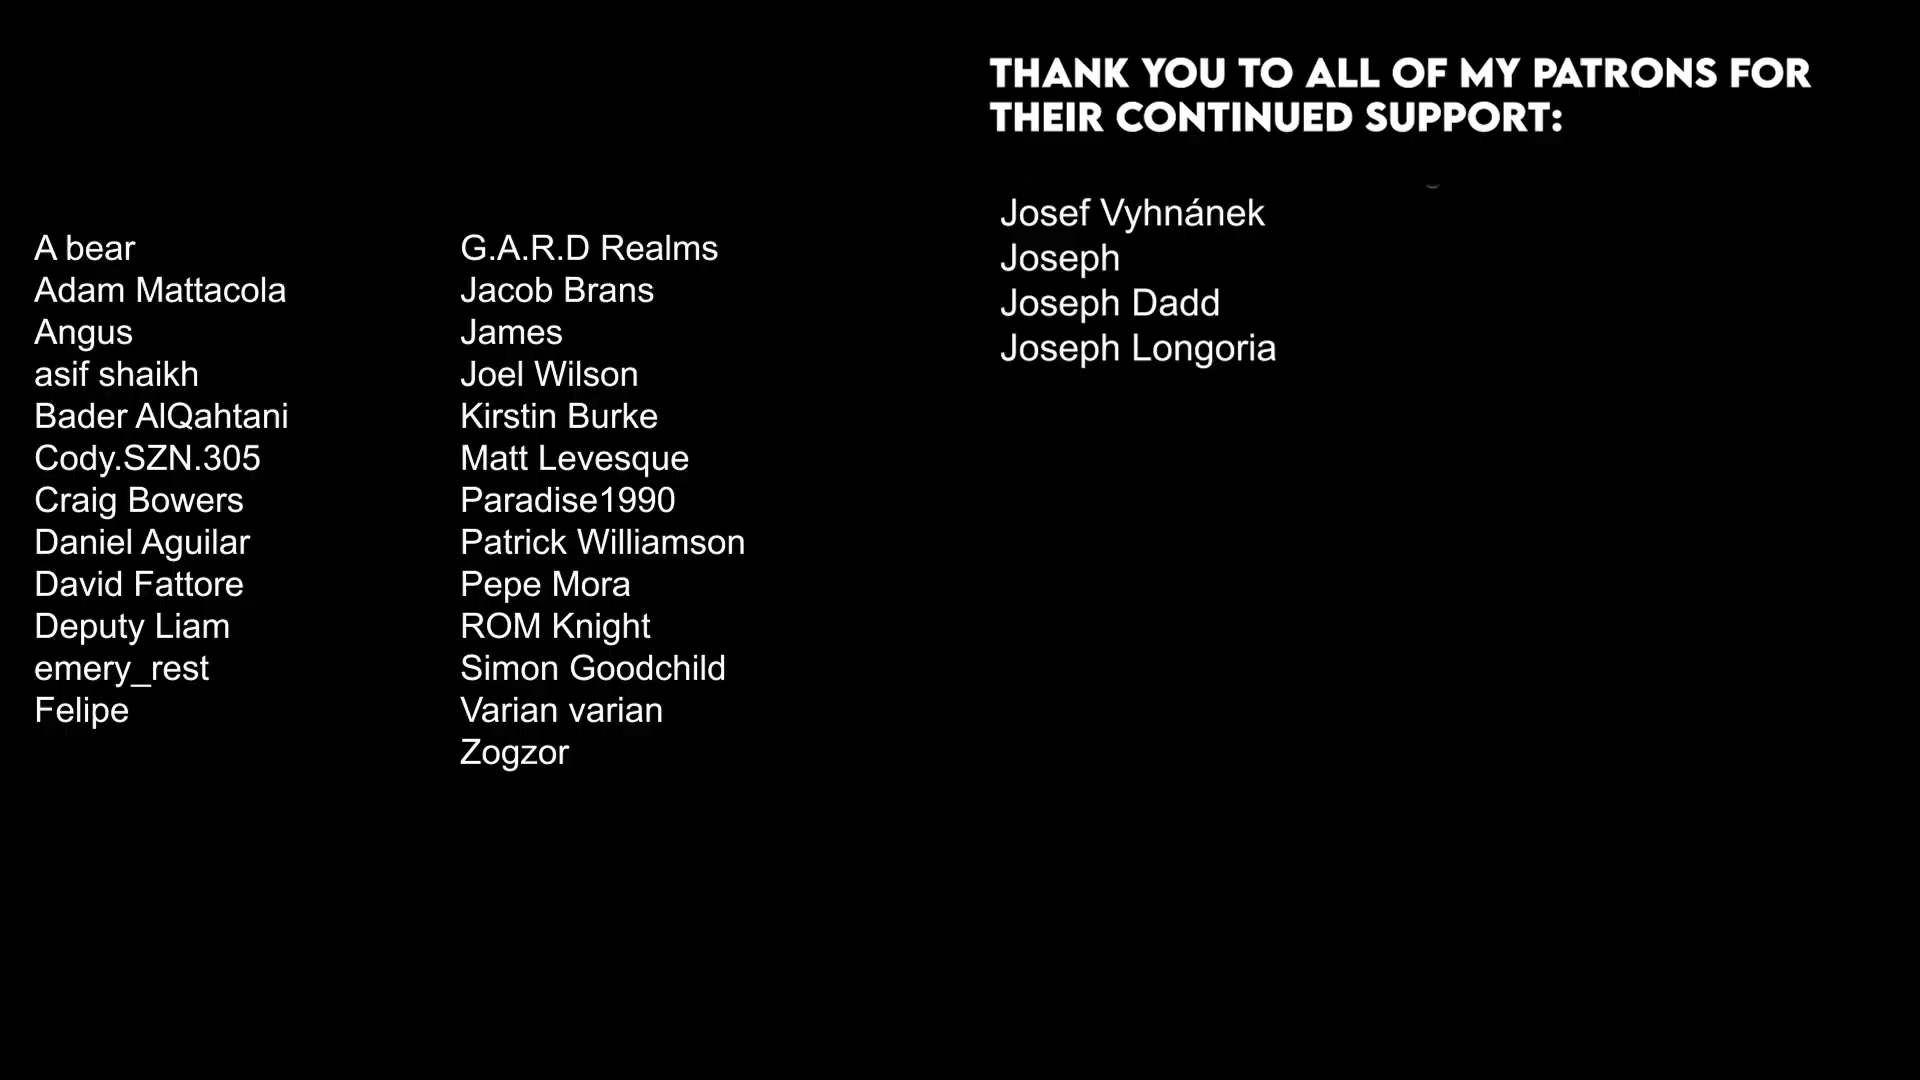 A bear
Adam Mattacola
Angus
asif shaikh
Bader AlQahtani
Cody.SZN.305
Craig Bowers
Daniel Aguilar
David Fattore
Deputy Liam
emery_rest
Felipe
G.A.R.D Realms
Jacob Brans
James
Joel Wilson
Kirstin Burke
Matt Levesque
Paradise1990
Patrick Williamson
Pepe Mora
ROM Knight
Simon Goodchild
Varian varian
Zogzor
THANK YOU TO ALL OF MY PATRONS FOR
THEIR CONTINUED SUPPORT:
Josef Vyhnánek
Joseph
Joseph Dadd
Joseph Longoria